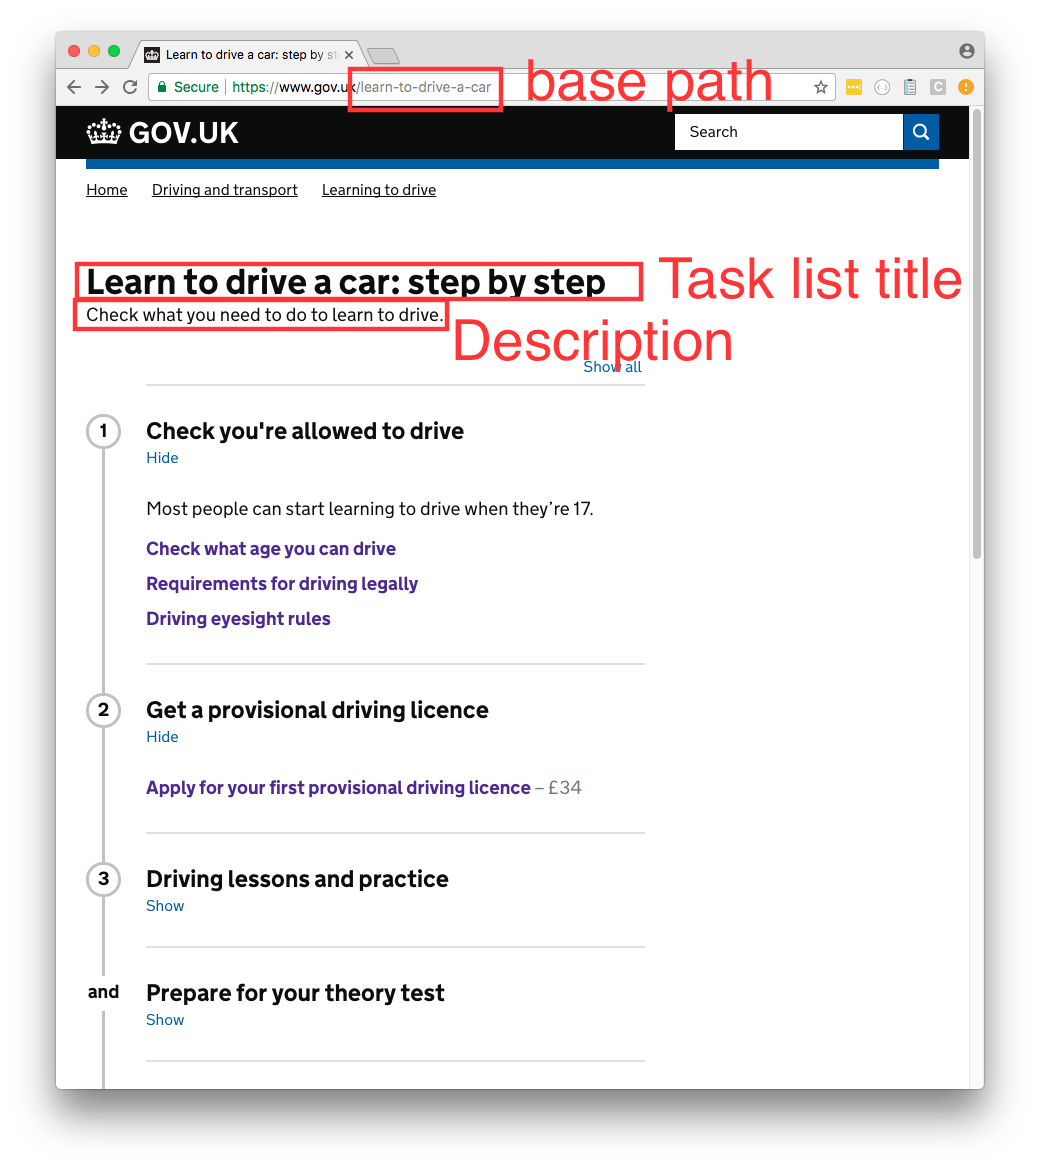 Learn to drive a car: step by st
Secure https://www.gov.uk/learn-to-drive-a-car
base path
GOV.UK
Search
Home Driving and transport Learning to drive
Learn to drive a car: step by step
Task list title
Check what you need to do to learn to drive.
Description
Show all
1 Check you're allowed to drive
Hide
Most people can start learning to drive when they’re 17.
Check what age you can drive
Requirements for driving legally
Driving eyesight rules
2 Get a provisional driving licence
Hide
Apply for your first provisional driving licence – £34
3 Driving lessons and practice
Show
and Prepare for your theory test
Show